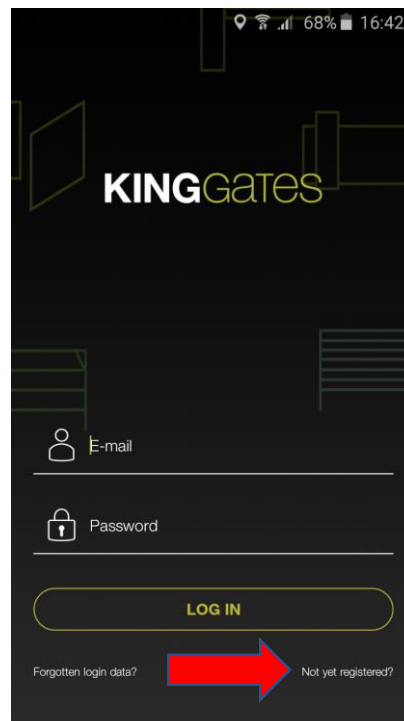 68% 16:42
KINGGaTes
E-mail
Password
LOG IN
Forgotten login data? Not yet registered?